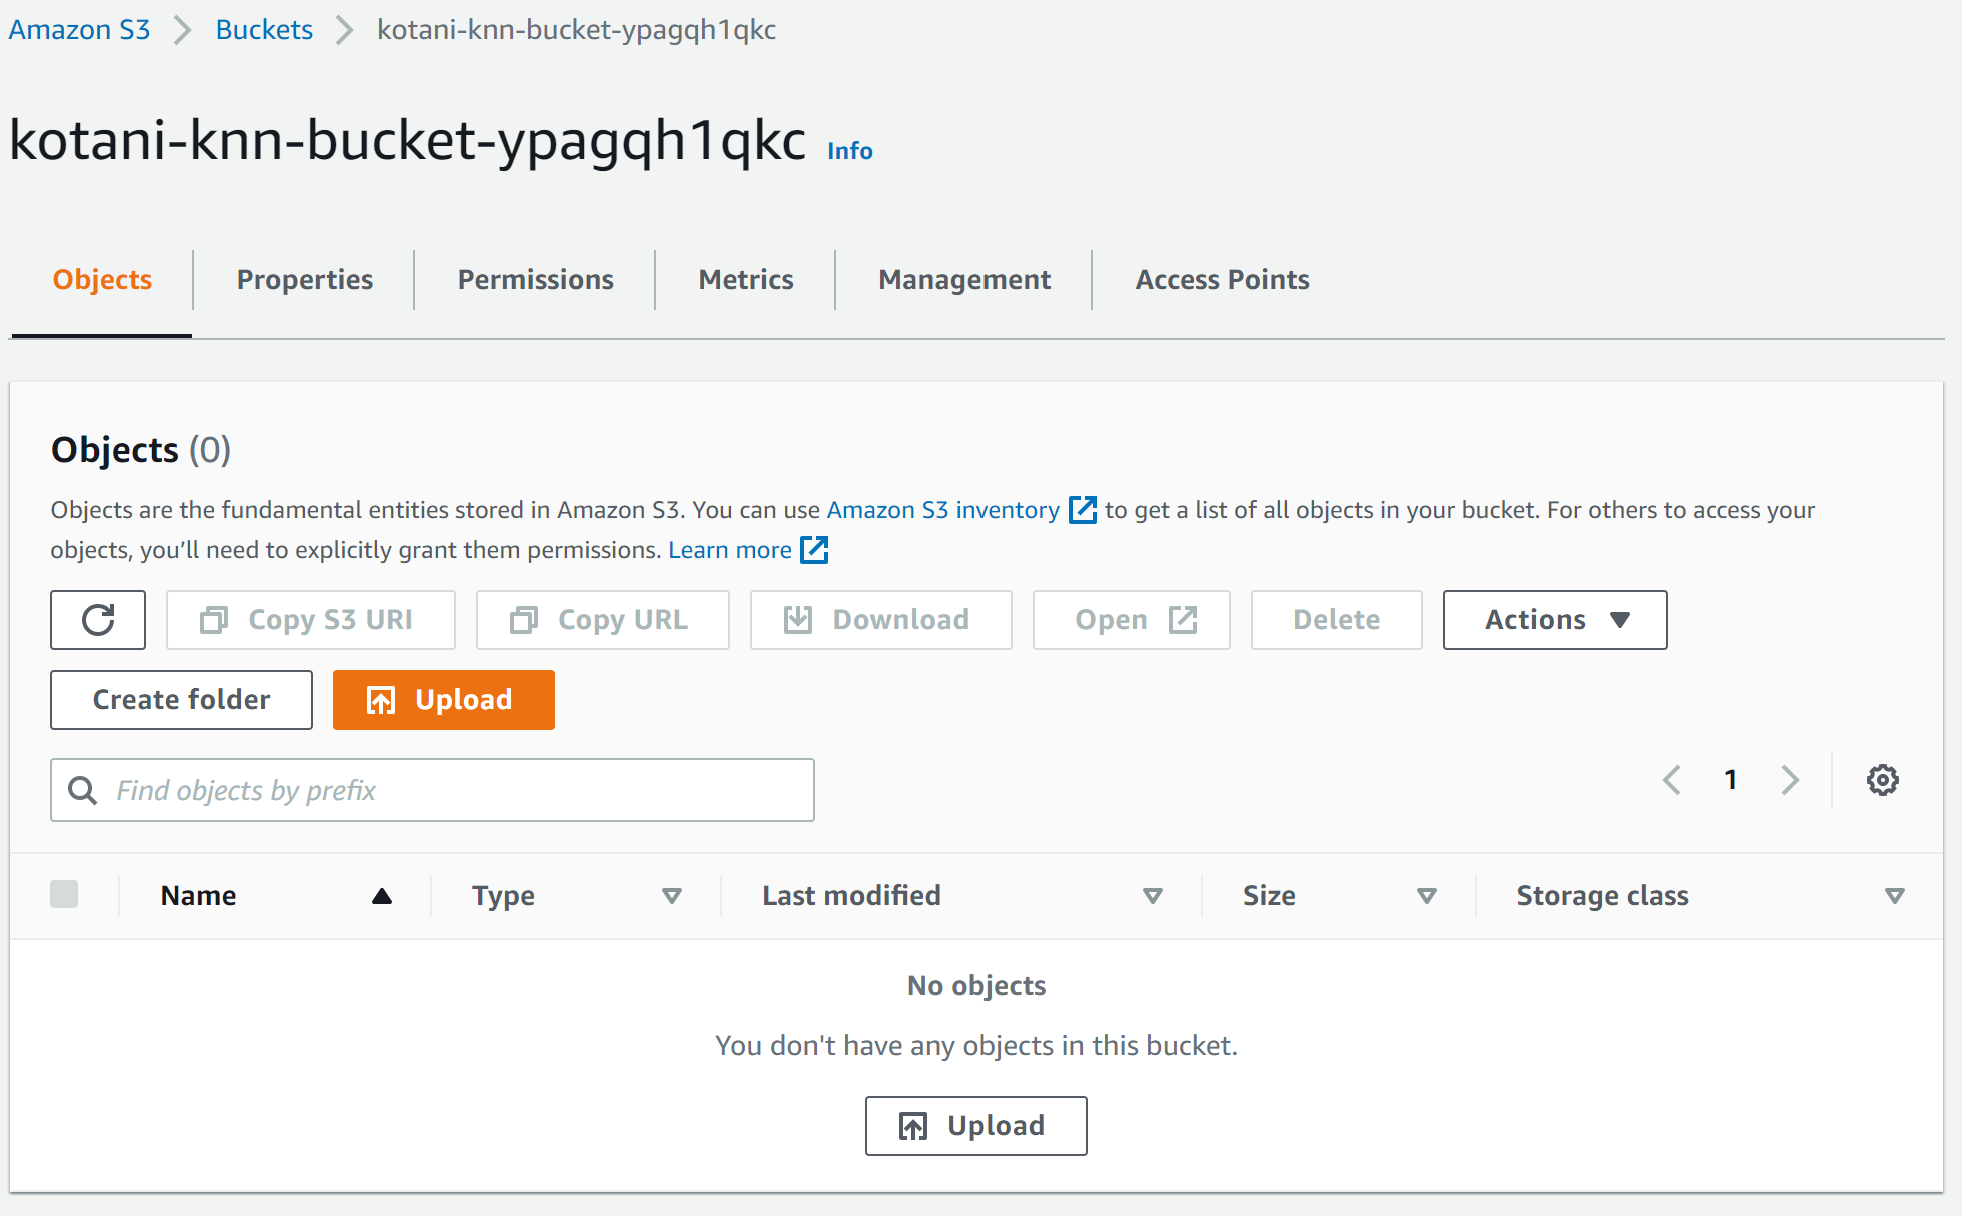 Amazon S3 Buckets kotani-knn-bucket-ypagqh1qkc
kotani-knn-bucket-ypagqh1qkc Info
Objects Properties Permissions Metrics Management Access Points
Objects (0)
Objects are the fundamental entities stored in Amazon S3. You can use Amazon S3 inventory to get a list of all objects in your bucket. For others to access your
objects, you’ll need to explicitly grant them permissions. Learn more
Copy S3 URI Copy URL Download Open Delete Actions
Create folder Upload
Find objects by prefix 1
Name Type Last modified Size Storage class
No objects
You don't have any objects in this bucket.
Upload